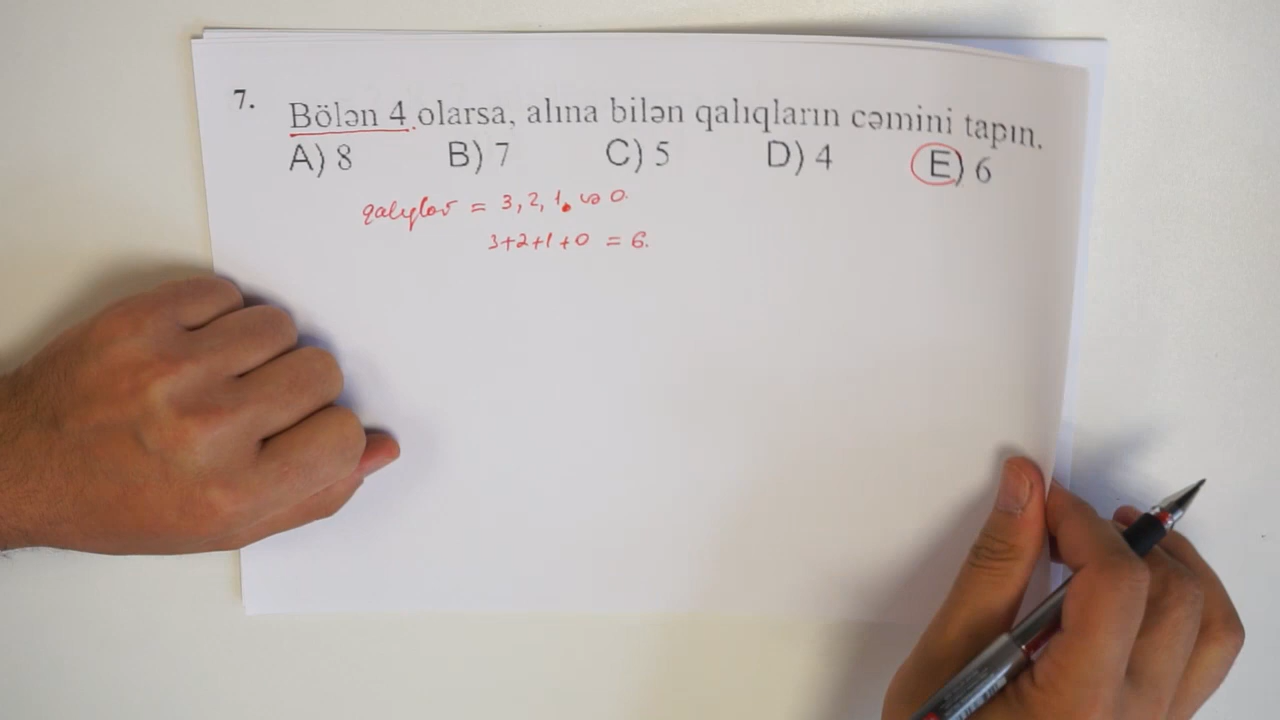 7. Bölən 4 olarsa, alına bilən qalıqların cəmini tapın.
A) 8 B) 7 C) 5 D) 4 E) 6
qalıqlar = 3, 2, 1, və 0.
3+2+1+0 = 6.